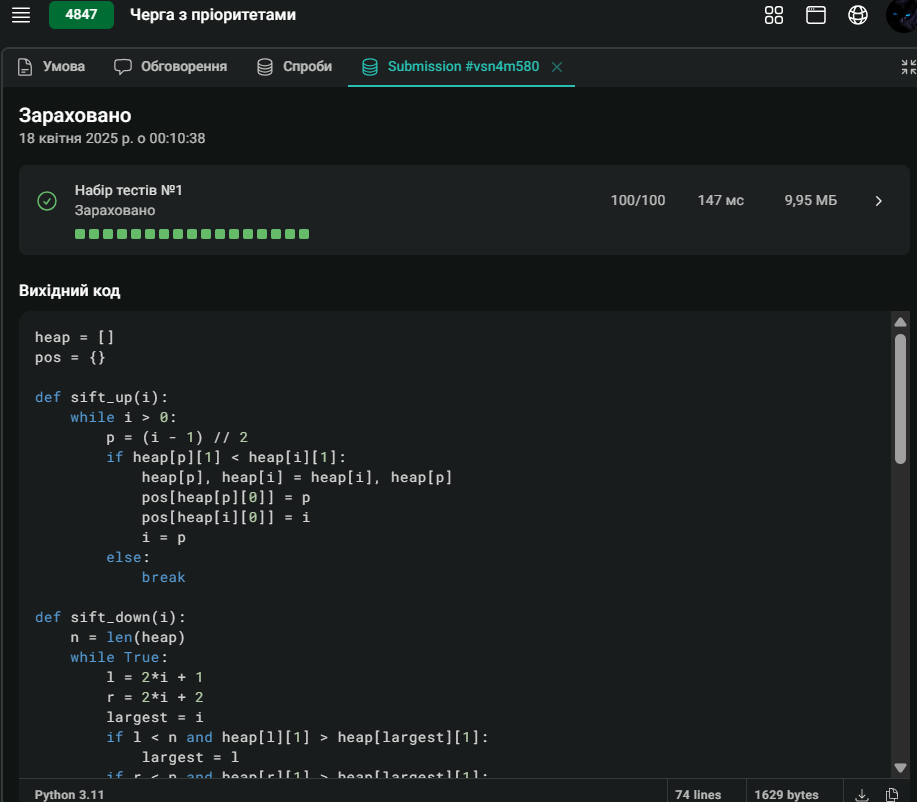 4847 Черга з пріоритетами
Умова Обговорення Спроби Submission #vsn4m580
Зараховано
18 квітня 2025 р. о 00:10:38
Набір тестів №1
Зараховано
100/100 147 мс 9,95 МБ
Вихідний код
heap = []
pos = {}
def sift_up(i):
    while i > 0:
        p = (i - 1) // 2
        if heap[p][1] < heap[i][1]:
            heap[p], heap[i] = heap[i], heap[p]
            pos[heap[p][0]] = p
            pos[heap[i][0]] = i
            i = p
        else:
            break
def sift_down(i):
    n = len(heap)
    while True:
        l = 2*i + 1
        r = 2*i + 2
        largest = i
        if l < n and heap[l][1] > heap[largest][1]:
            largest = l
        if r < n and heap[r][1] > heap[largest][1]:
Python 3.11 74 lines 1629 bytes